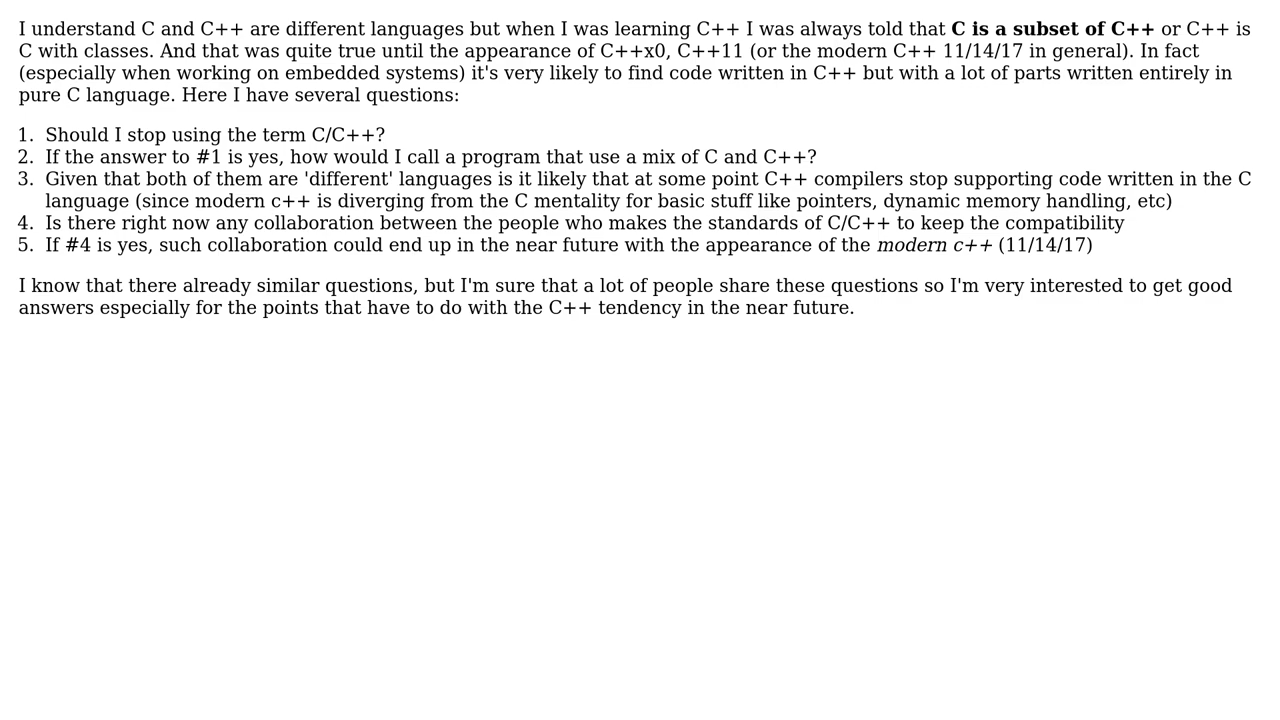 I understand C and C++ are different languages but when I was learning C++ I was always told that C is a subset of C++ or C++ is
C with classes. And that was quite true until the appearance of C++x0, C++11 (or the modern C++ 11/14/17 in general). In fact
(especially when working on embedded systems) it's very likely to find code written in C++ but with a lot of parts written entirely in
pure C language. Here I have several questions:
1. Should I stop using the term C/C++?
2. If the answer to #1 is yes, how would I call a program that use a mix of C and C++?
3. Given that both of them are 'different' languages is it likely that at some point C++ compilers stop supporting code written in the C
language (since modern c++ is diverging from the C mentality for basic stuff like pointers, dynamic memory handling, etc)
4. Is there right now any collaboration between the people who makes the standards of C/C++ to keep the compatibility
5. If #4 is yes, such collaboration could end up in the near future with the appearance of the modern c++ (11/14/17)
I know that there already similar questions, but I'm sure that a lot of people share these questions so I'm very interested to get good
answers especially for the points that have to do with the C++ tendency in the near future.